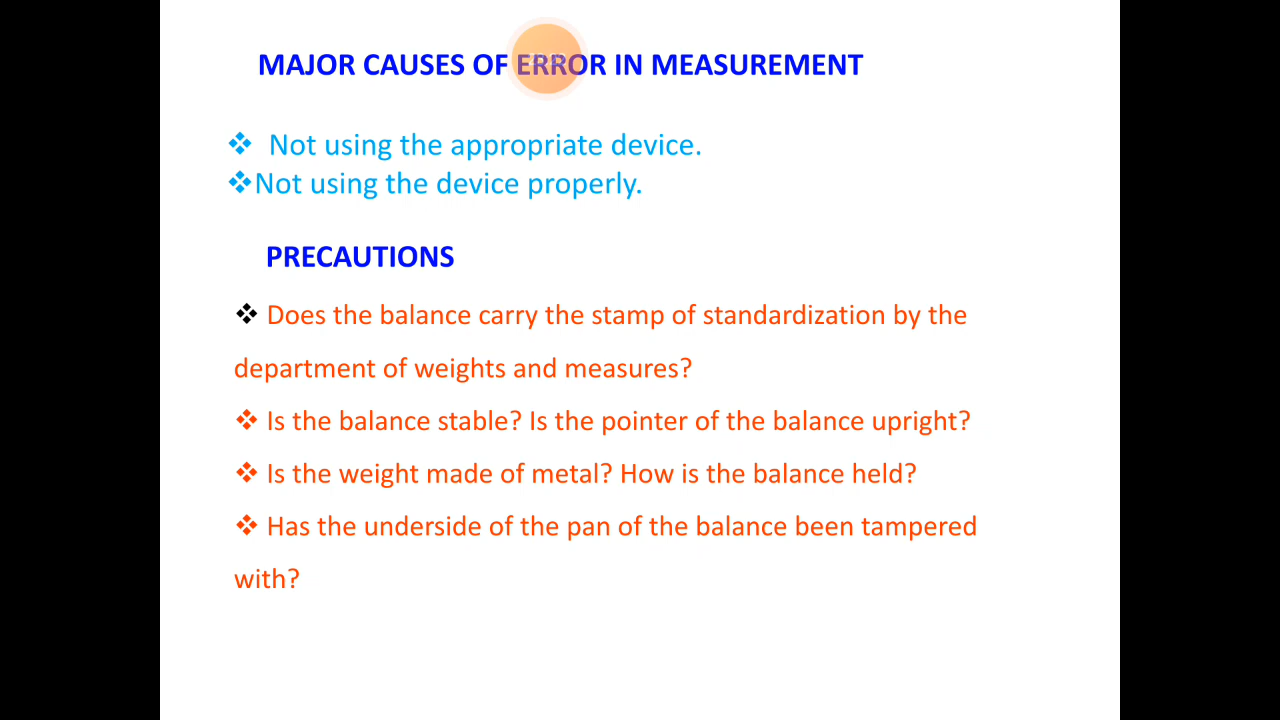 MAJOR CAUSES OF ERROR IN MEASUREMENT
❖ Not using the appropriate device.
❖Not using the device properly.
PRECAUTIONS
❖ Does the balance carry the stamp of standardization by the
department of weights and measures?
❖ Is the balance stable? Is the pointer of the balance upright?
❖ Is the weight made of metal? How is the balance held?
❖ Has the underside of the pan of the balance been tampered
with?